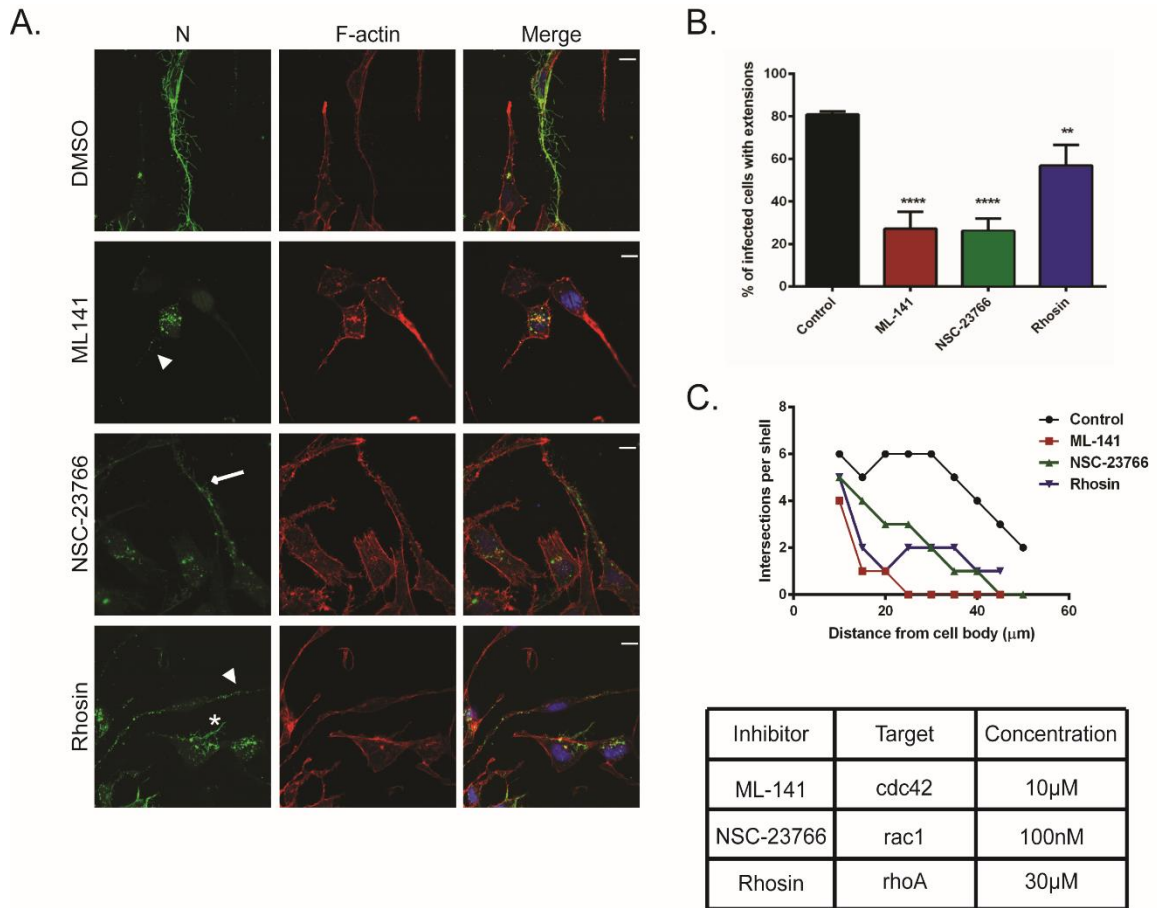 A.
N F-actin Merge
DMSO
ML141
NSC-23766
Rhosin
*
B.
% of infected cells with extensions
100
80
60
40
20
0
**** **** **
Control ML-141 NSC-23766 Rhosin
C.
Intersections per shell
8
6
4
2
0
0 20 40 60
Distance from cell body (μm)
Control
ML-141
NSC-23766
Rhosin
Inhibitor Target Concentration
ML-141 cdc42 10µM
NSC-23766 rac1 100nM
Rhosin rhoA 30µM